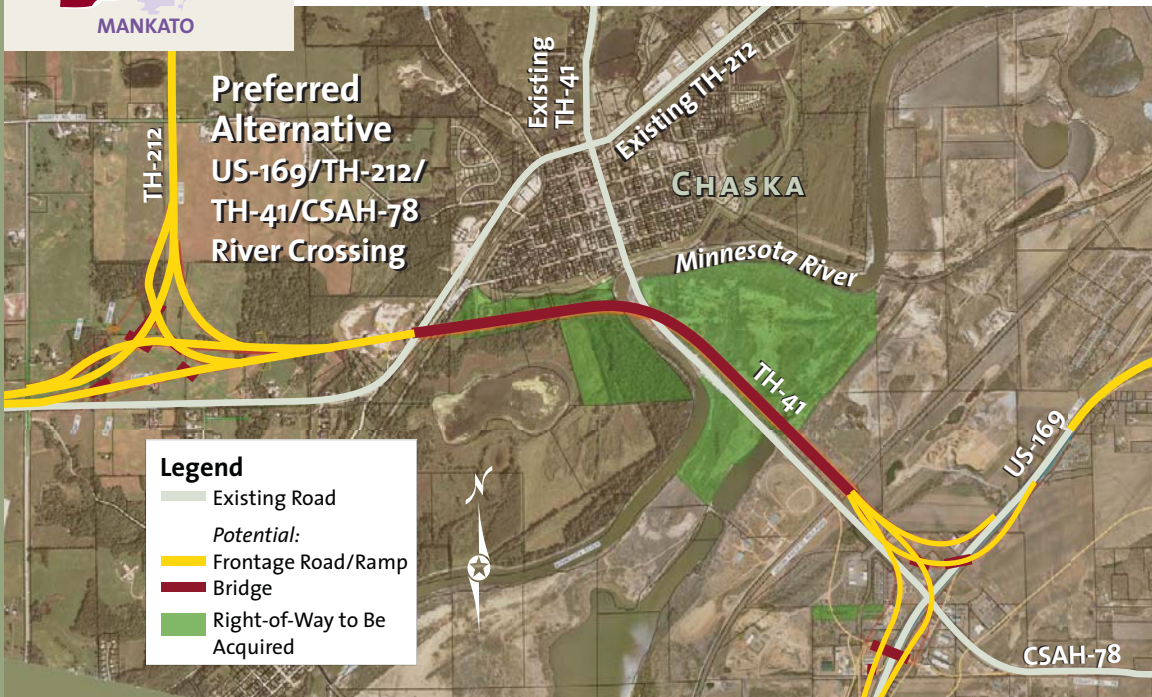 MANKATO
Preferred
Alternative
US-169/TH-212/
TH-41/CSAH-78
River Crossing
TH-212
Existing
TH-41
Existing TH-212
CHASKA
Minnesota River
TH-41
US-169
CSAH-78
N
Legend
Existing Road
Potential:
Frontage Road/Ramp
Bridge
Right-of-Way to Be
Acquired